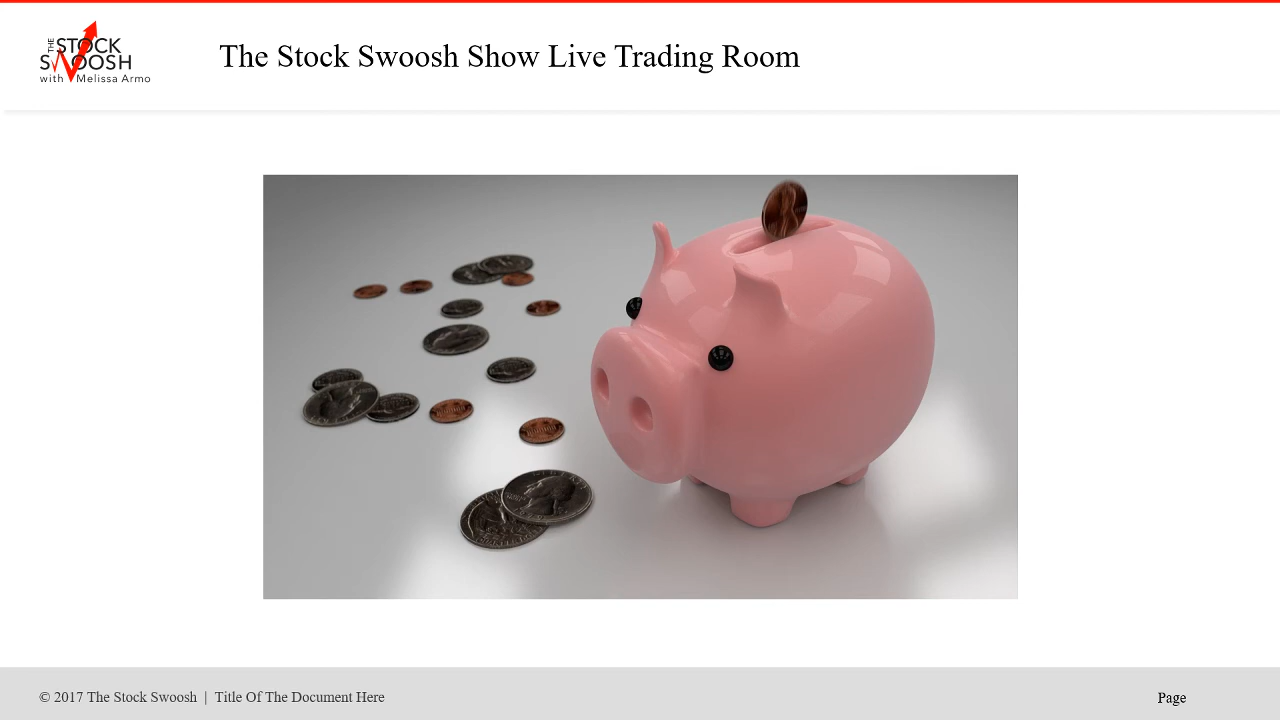 THE
STOCK
SWOOSH
with Melissa Armo
The Stock Swoosh Show Live Trading Room
© 2017 The Stock Swoosh | Title Of The Document Here
Page